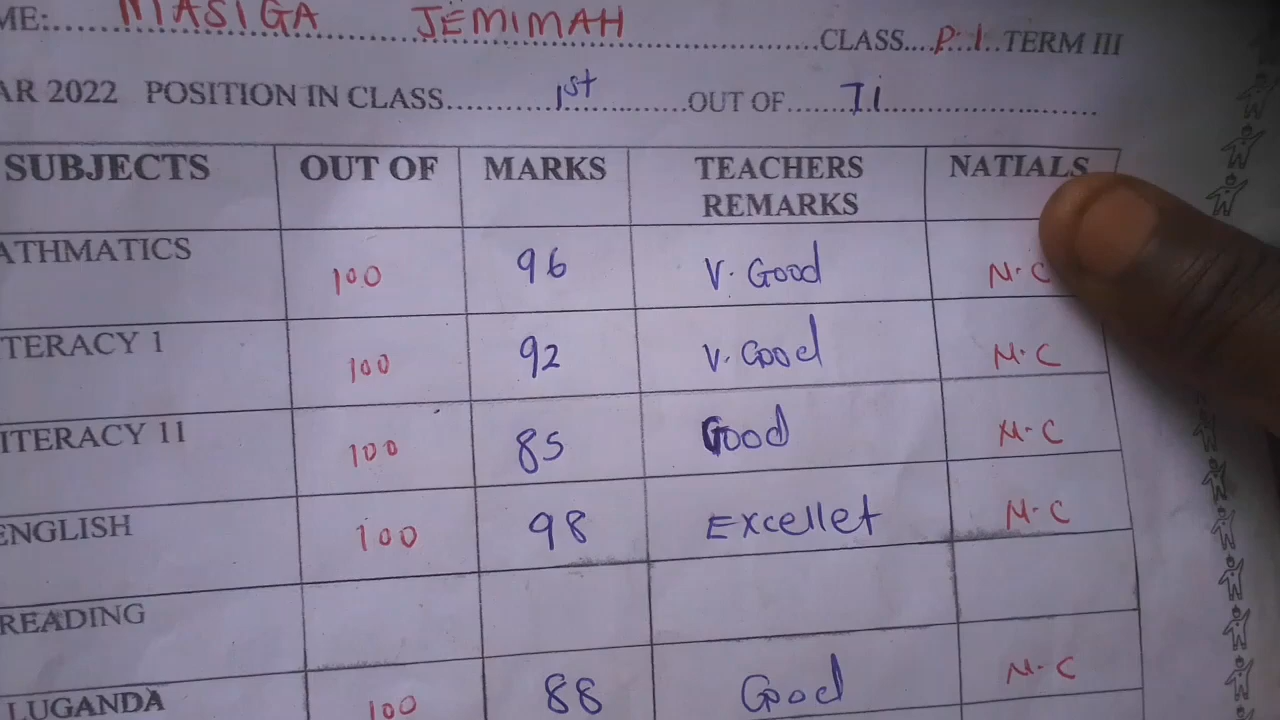 ME:.... MASIGA JEMIMAH ....CLASS....P.1..TERM III
AR 2022 POSITION IN CLASS....1st....OUT OF....71....
SUBJECTS OUT OF MARKS TEACHERS REMARKS NATIALS
ATHMATICS 100 96 V. Good N.C
TERACY 1 100 92 V. Good M.C
ITERACY 11 100 85 Good M.C
ENGLISH 100 98 Excellet M.C
READING
LUGANDA 100 88 Good M.C